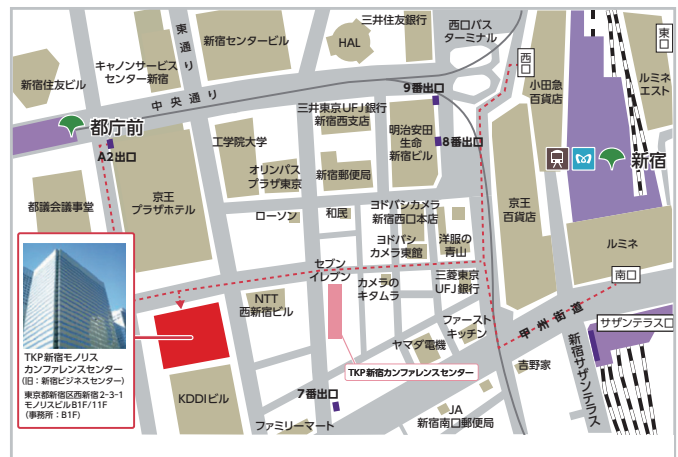 三井住友銀行
西口バス
ターミナル
東通り
新宿センタービル
HAL
東口
西口
キャノンサービス
センター新宿
新宿住友ビル
小田急
百貨店
ルミネ
エスト
中央通り
9番出口
三井東京UFJ銀行
新宿西支店
都庁前
明治安田
生命
新宿ビル
8番出口
工学院大学
A2出口
新宿
オリンパス
プラザ東京
新宿郵便局
京王
プラザホテル
都議会議事堂
ローソン
和民
ヨドバシカメラ
新宿西口本店
京王
百貨店
ヨドバシ
カメラ東館
洋服の
青山
ルミネ
セブン
イレブン
カメラの
キタムラ
三菱東京
UFJ銀行
南口
NTT
西新宿ビル
甲州街道
ファースト
キッチン
サザンテラス口
ヤマダ電機
新宿サザンテラス
TKP新宿モノリス
カンファレンスセンター
(旧：新宿ビジネスセンター)
東京都新宿区西新宿2-3-1
モノリスビルB1F/11F
(事務所：B1F)
吉野家
TKP新宿カンファレンスセンター
KDDIビル
7番出口
JA
新宿南口郵便局
ファミリーマート